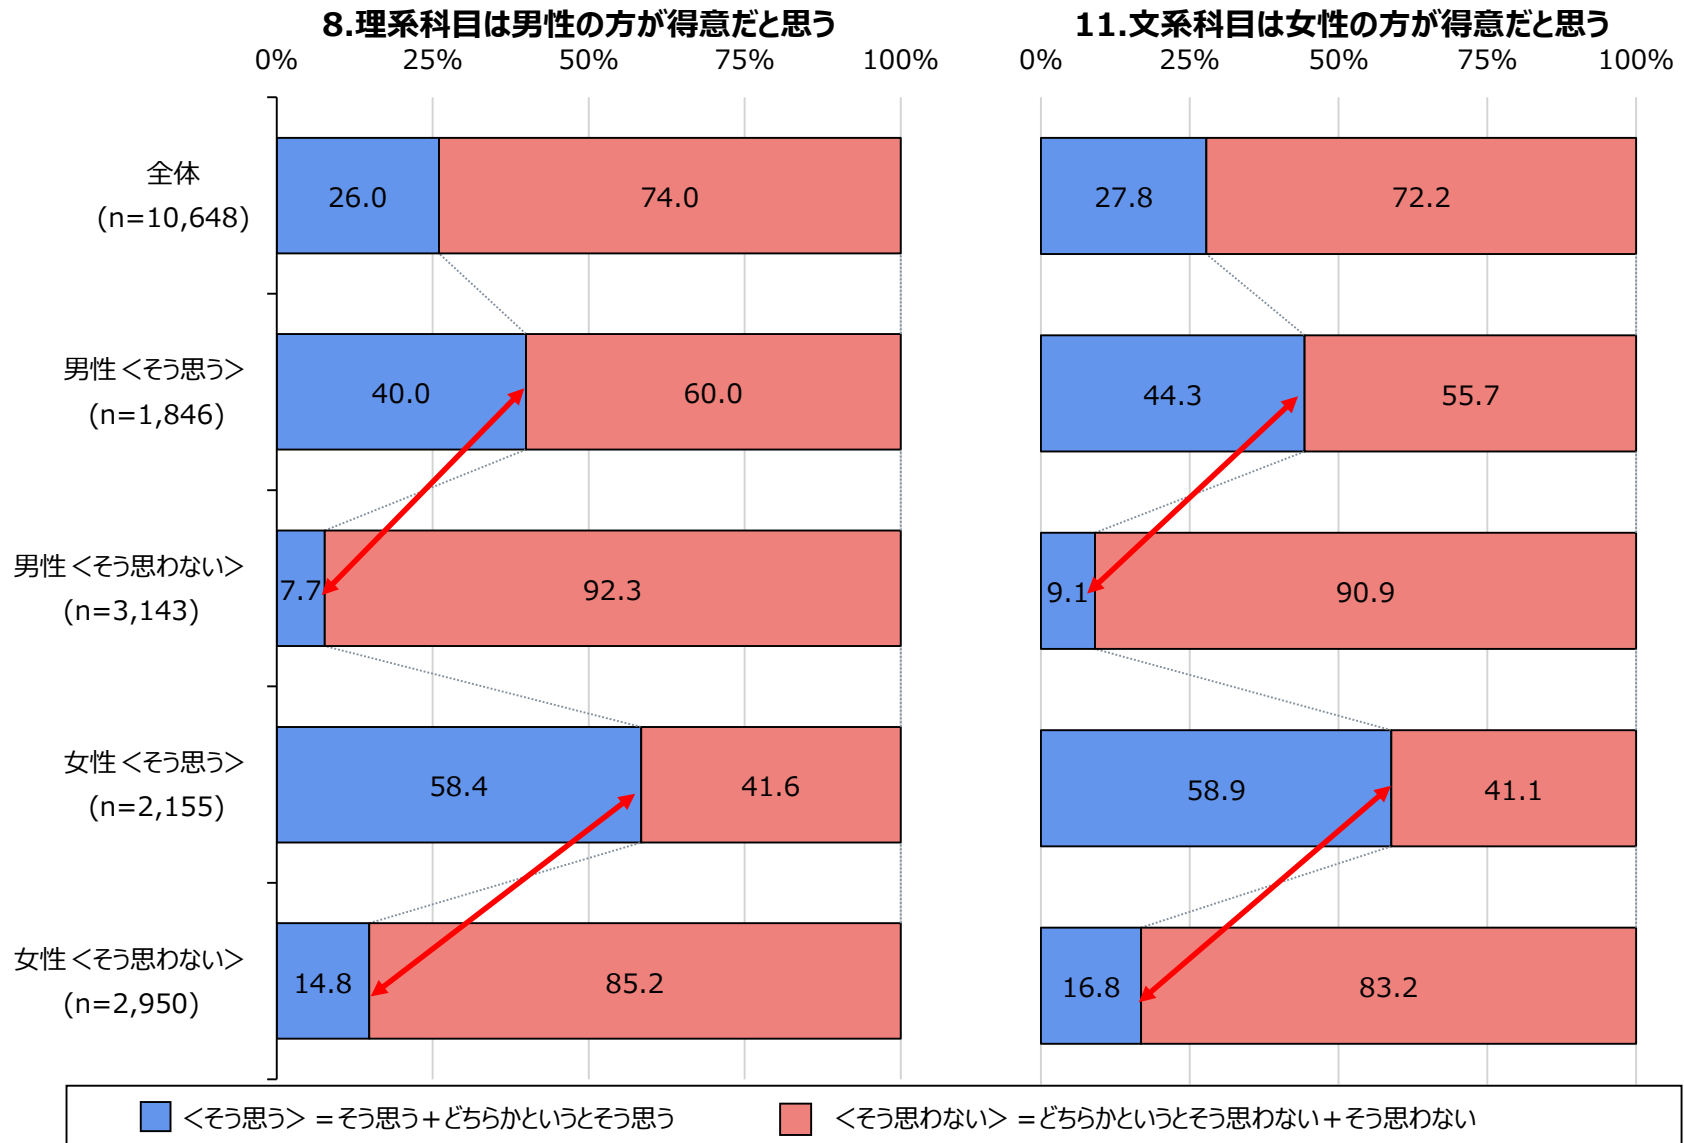 8.理系科目は男性の方が得意だと思う
0% 25% 50% 75% 100%
全体
(n=10,648)
26.0 74.0
男性<そう思う>
(n=1,846)
40.0 60.0
男性<そう思わない>
(n=3,143)
7.7 92.3
女性<そう思う>
(n=2,155)
58.4 41.6
女性<そう思わない>
(n=2,950)
14.8 85.2
11.文系科目は女性の方が得意だと思う
0% 25% 50% 75% 100%
27.8 72.2
44.3 55.7
9.1 90.9
58.9 41.1
16.8 83.2
<そう思う>=そう思う+どちらかというとそう思う
<そう思わない>=どちらかというとそう思わない+そう思わない